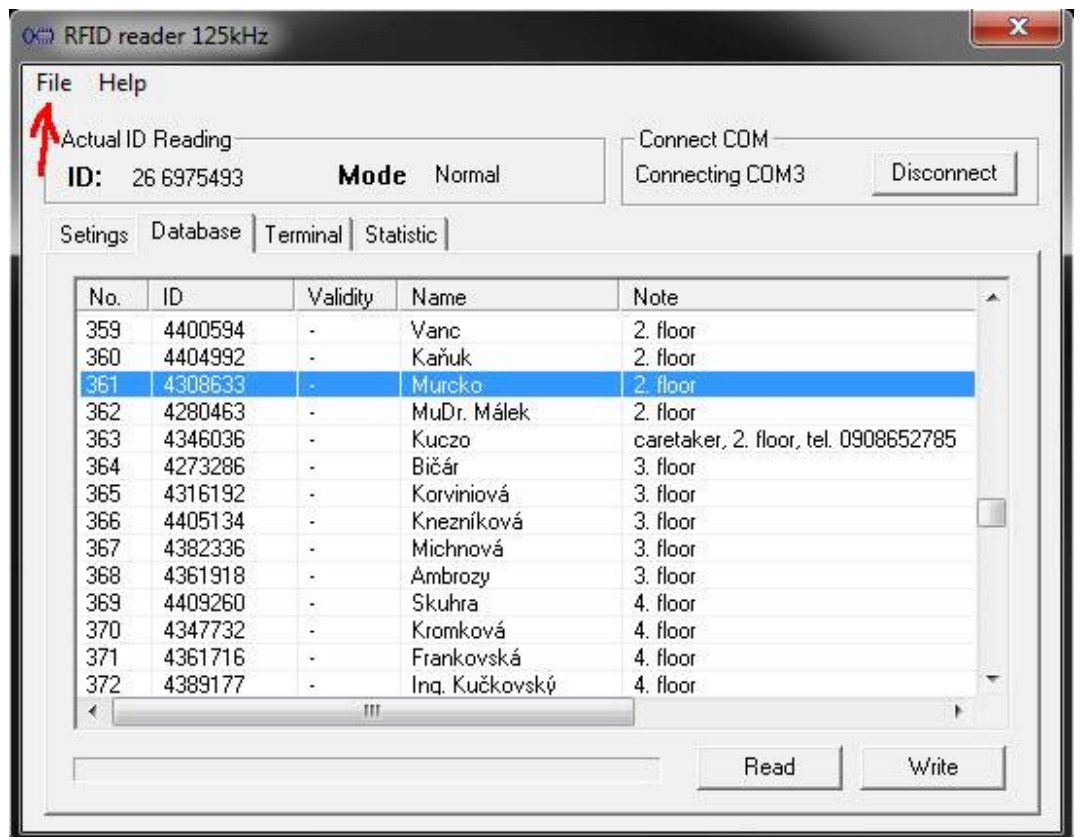 RFID reader 125kHz
File Help
Actual ID Reading
Connect COM
ID: 26 6975493 Mode Normal
Connecting COM3 Disconnect
Setings Database Terminal Statistic
No. ID Validity Name Note
359 4400594 - Vanc 2. floor
360 4404992 - Kaňuk 2. floor
361 4308633 - Murcko 2. floor
362 4280463 - MuDr. Málek 2. floor
363 4346036 - Kuczo caretaker, 2. floor, tel. 0908652785
364 4273286 - Bičár 3. floor
365 4316192 - Korviniová 3. floor
366 4405134 - Knezníková 3. floor
367 4382336 - Michnová 3. floor
368 4361918 - Ambrozy 3. floor
369 4409260 - Skuhra 4. floor
370 4347732 - Kromková 4. floor
371 4361716 - Frankovská 4. floor
372 4389177 - Ing. Kučkovský 4. floor
Read Write